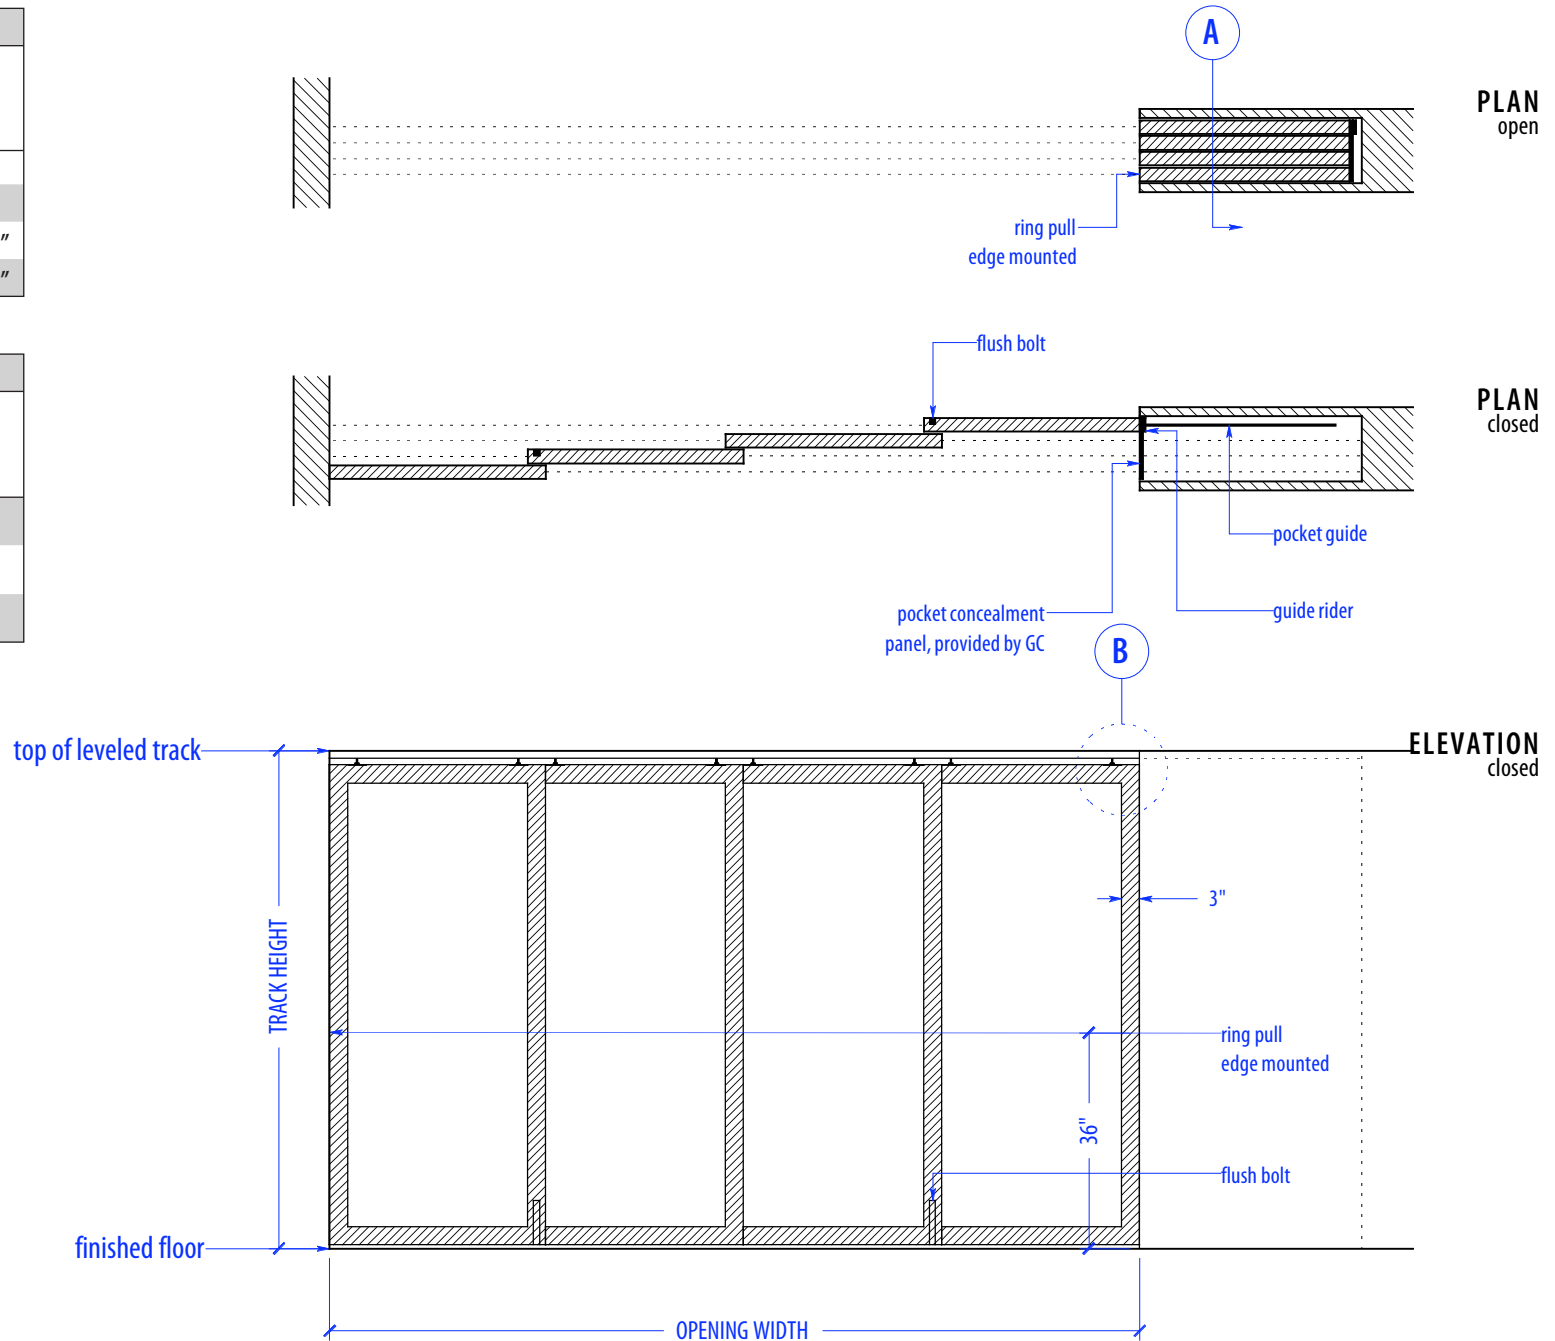 A
PLAN
open
ring pull
edge mounted
"
"
flush bolt
PLAN
closed
pocket guide
guide rider
pocket concealment
panel, provided by GC
B
top of leveled track
ELEVATION
closed
3"
TRACK HEIGHT
ring pull
edge mounted
36"
flush bolt
finished floor
OPENING WIDTH